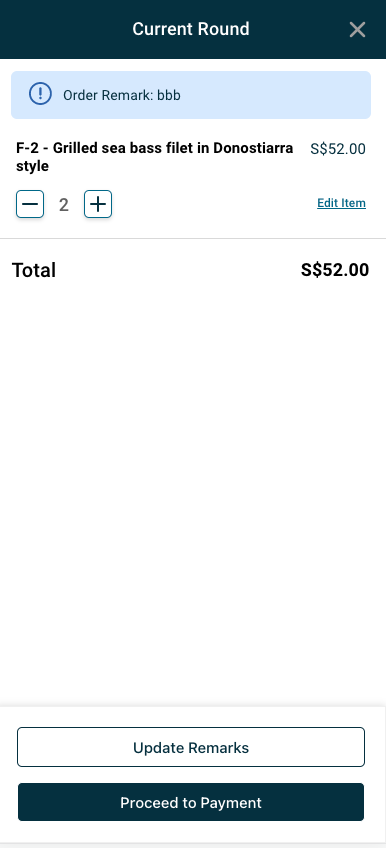 Current Round
Order Remark: bbb
F-2 - Grilled sea bass filet in Donostiarra S$52.00
style
2
Edit Item
Total S$52.00
Update Remarks
Proceed to Payment